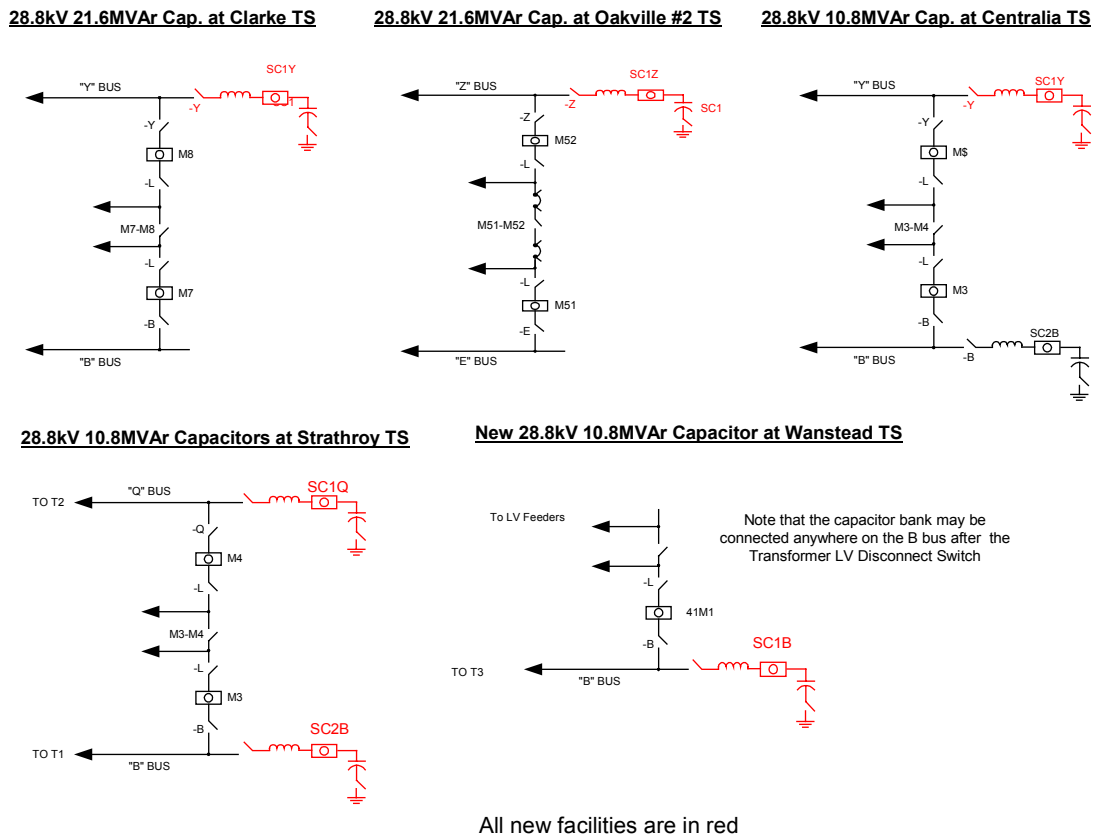 28.8kV 21.6MVAr Cap. at Clarke TS
28.8kV 21.6MVAr Cap. at Oakville #2 TS
28.8kV 10.8MVAr Cap. at Centralia TS
SC1Y
"Y" BUS
-Y
SC1
-Y
M8
-L
M7-M8
-L
M7
-B
"B" BUS
SC1Z
"Z" BUS
-Z
SC1
-Z
M52
-L
M51-M52
-L
M51
-E
"E" BUS
SC1Y
"Y" BUS
-Y
-Y
M$
-L
M3-M4
-L
M3
-B
SC2B
"B" BUS
-B
28.8kV 10.8MVAr Capacitors at Strathroy TS
New 28.8kV 10.8MVAr Capacitor at Wanstead TS
SC1Q
TO T2
"Q" BUS
-Q
M4
-L
M3-M4
-L
M3
-B
SC2B
TO T1
"B" BUS
To LV Feeders
-L
41M1
-B
SC1B
TO T3
"B" BUS
Note that the capacitor bank may be
connected anywhere on the B bus after the
Transformer LV Disconnect Switch
All new facilities are in red